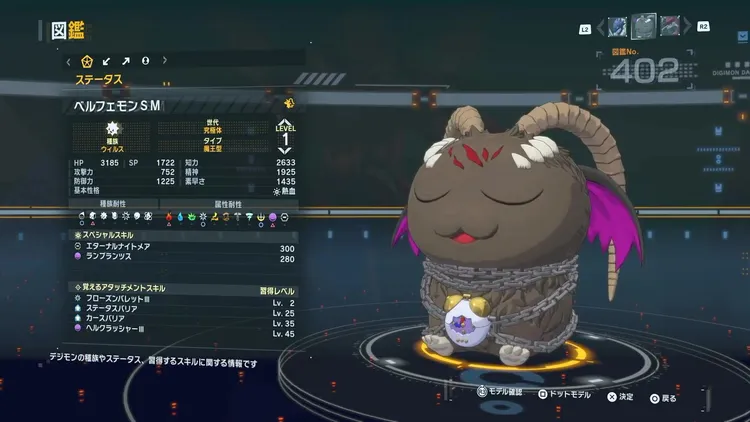 図鑑
L2
R2
図鑑No.
402
DIGIMON DA
ステータス
ベルフェモンSM
種族
ウイルス
世代
究極体
タイプ
魔王型
LEVEL
1
HP 3185 SP 1722 知力 2633
攻撃力 752 精神 1925
防御力 1225 素早さ 1435
基本性格 熱血
種族耐性 属性耐性
スペシャルスキル
エターナルナイトメア 300
ランプランツス 280
覚えるアタッチメントスキル 習得レベル
フローズンバレットⅢ Lv. 2
ステータスバリア Lv. 25
カースバリア Lv. 35
ヘルクラッシャーⅢ Lv. 45
デジモンの種族やステータス、習得するスキルに関する情報です
R3 モデル確認 ドットモデル 決定 戻る